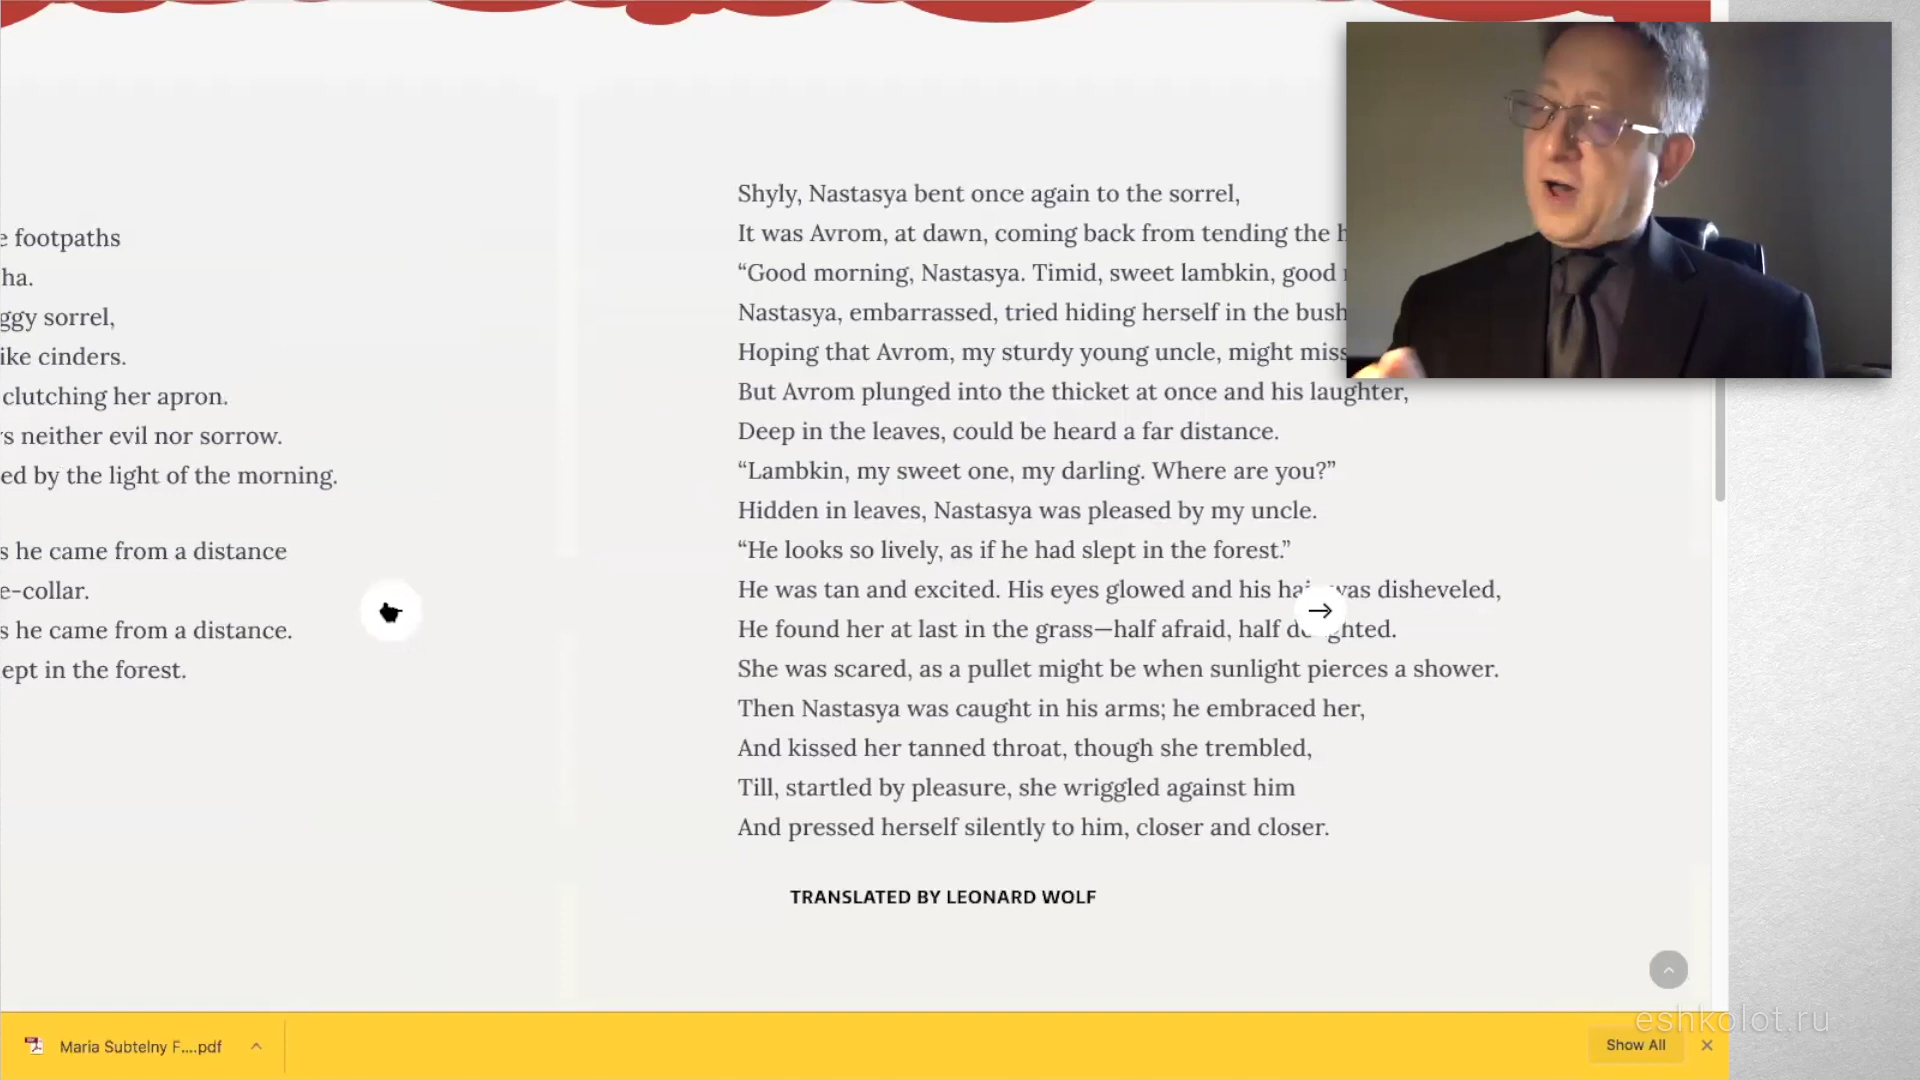 e footpaths
ha.
ggy sorrel,
ike cinders.
clutching her apron.
s neither evil nor sorrow.
ed by the light of the morning.
s he came from a distance
e-collar.
s he came from a distance.
ept in the forest.
Shyly, Nastasya bent once again to the sorrel,
It was Avrom, at dawn, coming back from tending the h
“Good morning, Nastasya. Timid, sweet lambkin, good
Nastasya, embarrassed, tried hiding herself in the bush
Hoping that Avrom, my sturdy young uncle, might miss
But Avrom plunged into the thicket at once and his laughter,
Deep in the leaves, could be heard a far distance.
“Lambkin, my sweet one, my darling. Where are you?”
Hidden in leaves, Nastasya was pleased by my uncle.
“He looks so lively, as if he had slept in the forest.”
He was tan and excited. His eyes glowed and his hair was disheveled,
He found her at last in the grass—half afraid, half delighted.
She was scared, as a pullet might be when sunlight pierces a shower.
Then Nastasya was caught in his arms; he embraced her,
And kissed her tanned throat, though she trembled,
Till, startled by pleasure, she wriggled against him
And pressed herself silently to him, closer and closer.
TRANSLATED BY LEONARD WOLF
eshkolot.ru
Maria Subtelny F....pdf
Show All